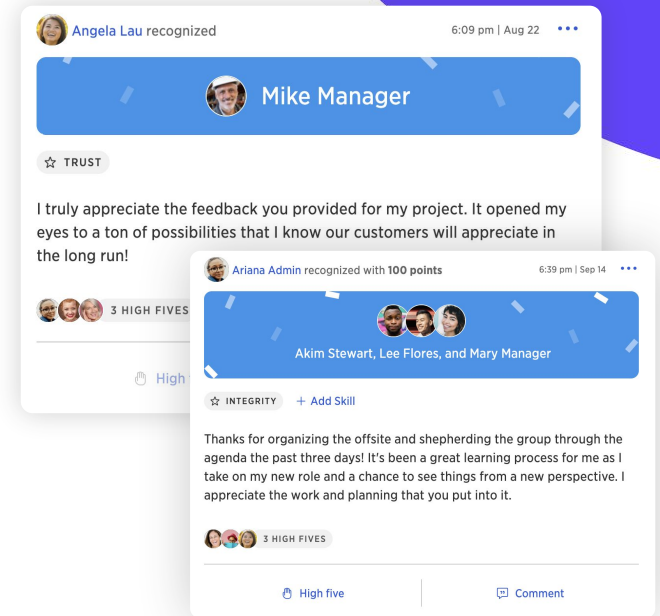 Angela Lau recognized
6:09 pm | Aug 22
Mike Manager
TRUST
I truly appreciate the feedback you provided for my project. It opened my
eyes to a ton of possibilities that I know our customers will appreciate in
the long run!
3 HIGH FIVES
High
Ariana Admin recognized with 100 points
6:39 pm | Sep 14
Akim Stewart, Lee Flores, and Mary Manager
INTEGRITY
+ Add Skill
Thanks for organizing the offsite and shepherding the group through the
agenda the past three days! It's been a great learning process for me as I
take on my new role and a chance to see things from a new perspective. I
appreciate the work and planning that you put into it.
3 HIGH FIVES
High five
Comment